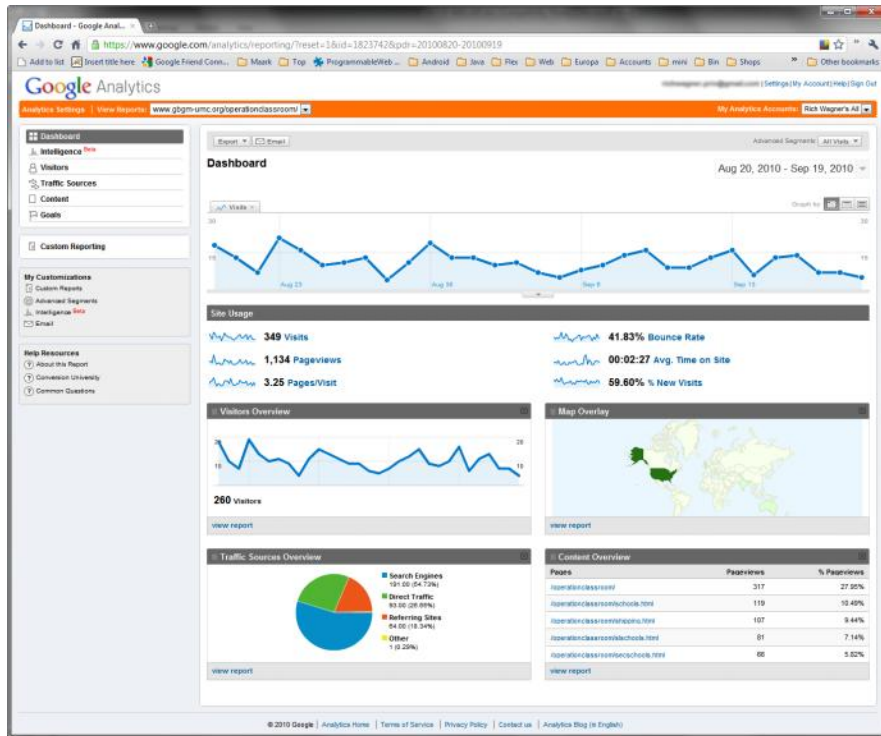 Dashboard - Google Anal...
https://www.google.com/analytics/reporting/?reset=1&id=1823742&pdr=20100820-20100919
Add to list Insert title here Google Friend Conn... Maark Top ProgrammableWeb ... Android Java Flex Web Europa Accounts mini Bin Shops » Other bookmarks
Google Analytics
Settings | My Account | Help | Sign Out
Analytics Settings | View Reports: www.gbgm-umc.org/operationclassroom/
My Analytics Accounts: Rich Wagner's All
Dashboard
Intelligence Beta
Visitors
Traffic Sources
Content
Goals
Custom Reporting
My Customizations
Custom Reports
Advanced Segments
Intelligence Beta
Email
Help Resources
About this Report
Conversion University
Common Questions
Export Email
Advanced Segments: All Visits
Dashboard
Aug 20, 2010 - Sep 19, 2010
Visits
Graph by:
30 30
15 15
Aug 23 Aug 30 Sep 6 Sep 13
Site Usage
349 Visits
41.83% Bounce Rate
1,134 Pageviews
00:02:27 Avg. Time on Site
3.25 Pages/Visit
59.60% % New Visits
Visitors Overview
20 20
10 10
260 Visitors
view report
Map Overlay
view report
Traffic Sources Overview
Search Engines
191.00 (54.73%)
Direct Traffic
93.00 (26.65%)
Referring Sites
64.00 (18.34%)
Other
1 (0.29%)
view report
Content Overview
Pages Pageviews % Pageviews
/operationclassroom/ 317 27.95%
/operationclassroom/schools.html 119 10.49%
/operationclassroom/shipping.html 107 9.44%
/operationclassroom/slschools.html 81 7.14%
/operationclassroom/secschools.html 66 5.82%
view report
© 2010 Google | Analytics Home | Terms of Service | Privacy Policy | Contact us | Analytics Blog (in English)